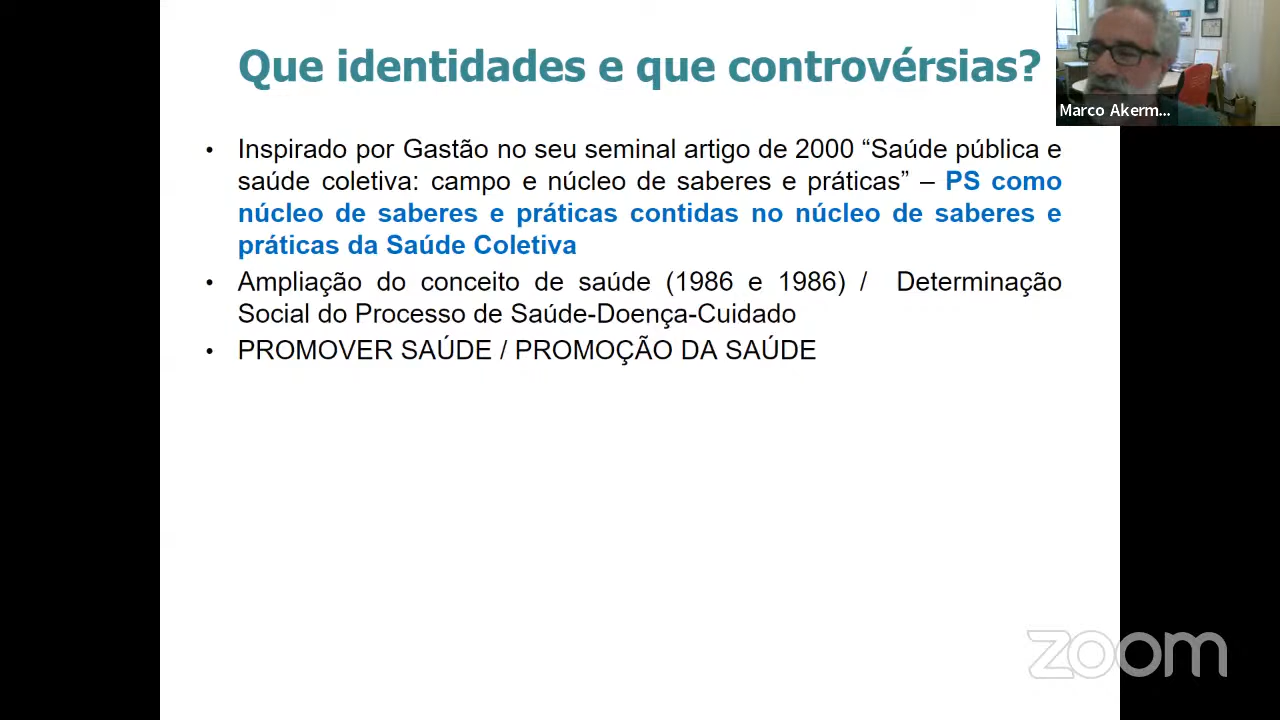 Que identidades e que controvérsias?
Marco Akerm...
• Inspirado por Gastão no seu seminal artigo de 2000 “Saúde pública e
saúde coletiva: campo e núcleo de saberes e práticas” – PS como
núcleo de saberes e práticas contidas no núcleo de saberes e
práticas da Saúde Coletiva
• Ampliação do conceito de saúde (1986 e 1986) / Determinação
Social do Processo de Saúde-Doença-Cuidado
• PROMOVER SAÚDE / PROMOÇÃO DA SAÚDE
zoom